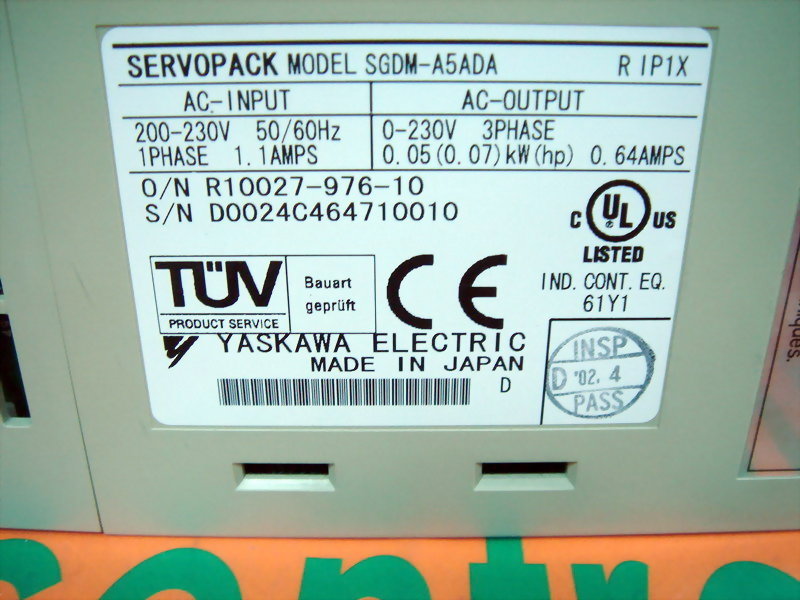 SERVOPACK MODEL SGDM-A5ADA R IP1X
AC-INPUT AC-OUTPUT
200-230V 50/60Hz 0-230V 3PHASE
1PHASE 1.1AMPS 0.05(0.07)kW(hp) 0.64AMPS
O/N R10027-976-10
S/N D0024C464710010
C UL US
LISTED
IND. CONT. EQ.
61Y1
TÜV Bauart
geprüft
PRODUCT SERVICE
CE
YASKAWA ELECTRIC
MADE IN JAPAN
D
INSP
D '02. 4
PASS
niques.